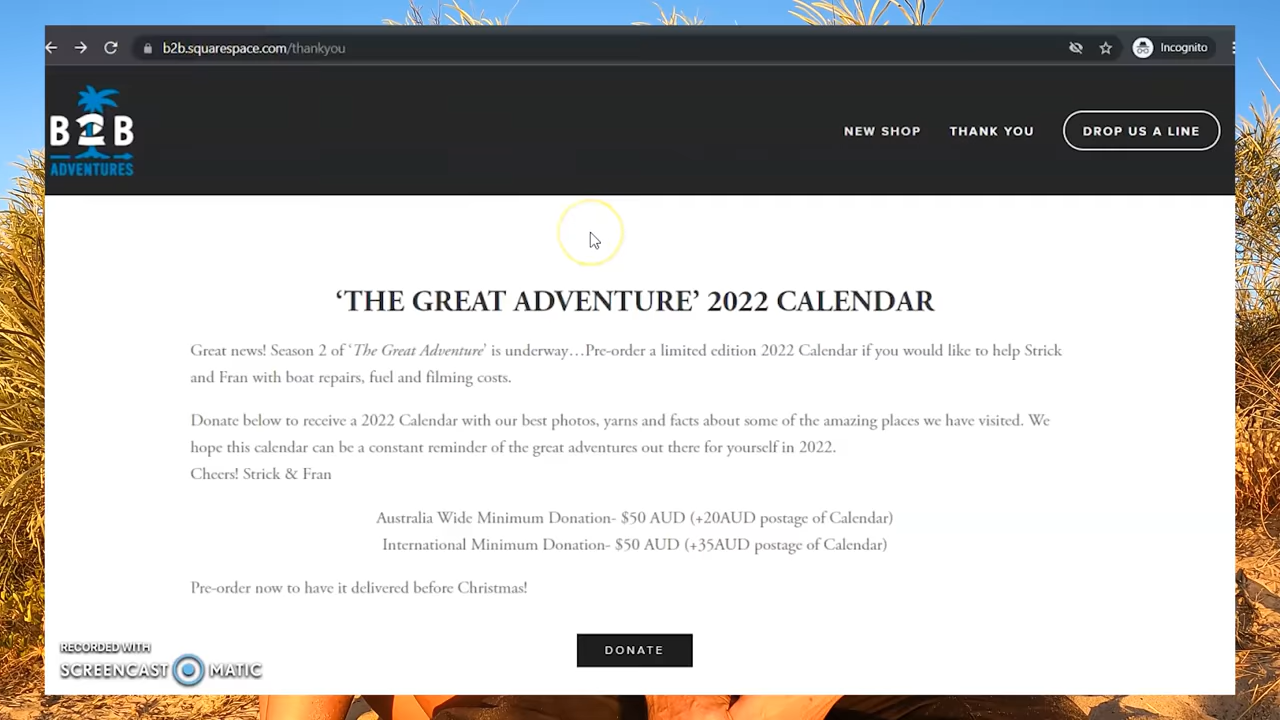 b2b.squarespace.com/thankyou
Incognito
B2B
ADVENTURES
NEW SHOP
THANK YOU
DROP US A LINE
‘THE GREAT ADVENTURE’ 2022 CALENDAR
Great news! Season 2 of ‘The Great Adventure’ is underway…Pre-order a limited edition 2022 Calendar if you would like to help Strick
and Fran with boat repairs, fuel and filming costs.
Donate below to receive a 2022 Calendar with our best photos, yarns and facts about some of the amazing places we have visited. We
hope this calendar can be a constant reminder of the great adventures out there for yourself in 2022.
Cheers! Strick & Fran
Australia Wide Minimum Donation- $50 AUD (+20AUD postage of Calendar)
International Minimum Donation- $50 AUD (+35AUD postage of Calendar)
Pre-order now to have it delivered before Christmas!
DONATE
RECORDED WITH
SCREENCAST MATIC